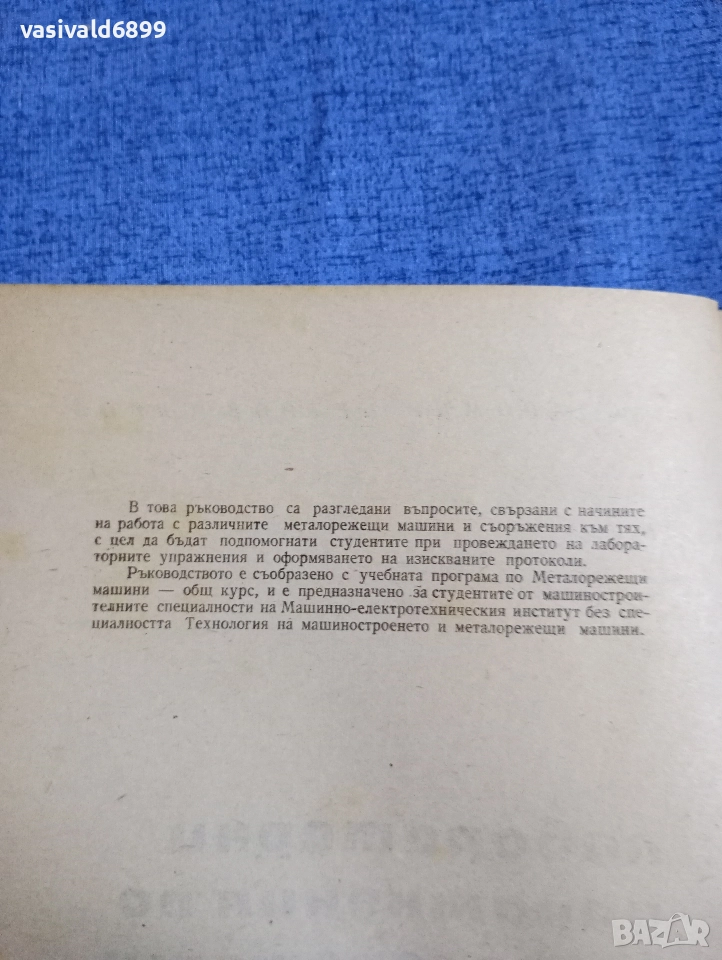 vasivald6899
В това ръководство са разгледани въпросите, свързани с начините
на работа с различните металорежещи машини и съоръжения към тях,
с цел да бъдат подпомогнати студентите при провеждането на лабора-
торните упражнения и оформяването на изискваните протоколи.
Ръководството е съобразено с учебната програма по Металорежещи
машини — общ курс, и е предназначено за студентите от машинострои-
телните специалности на Машинно-електротехническия институт без спе-
циалността Технология на машиностроенето и металорежещи машини.
BAZAR